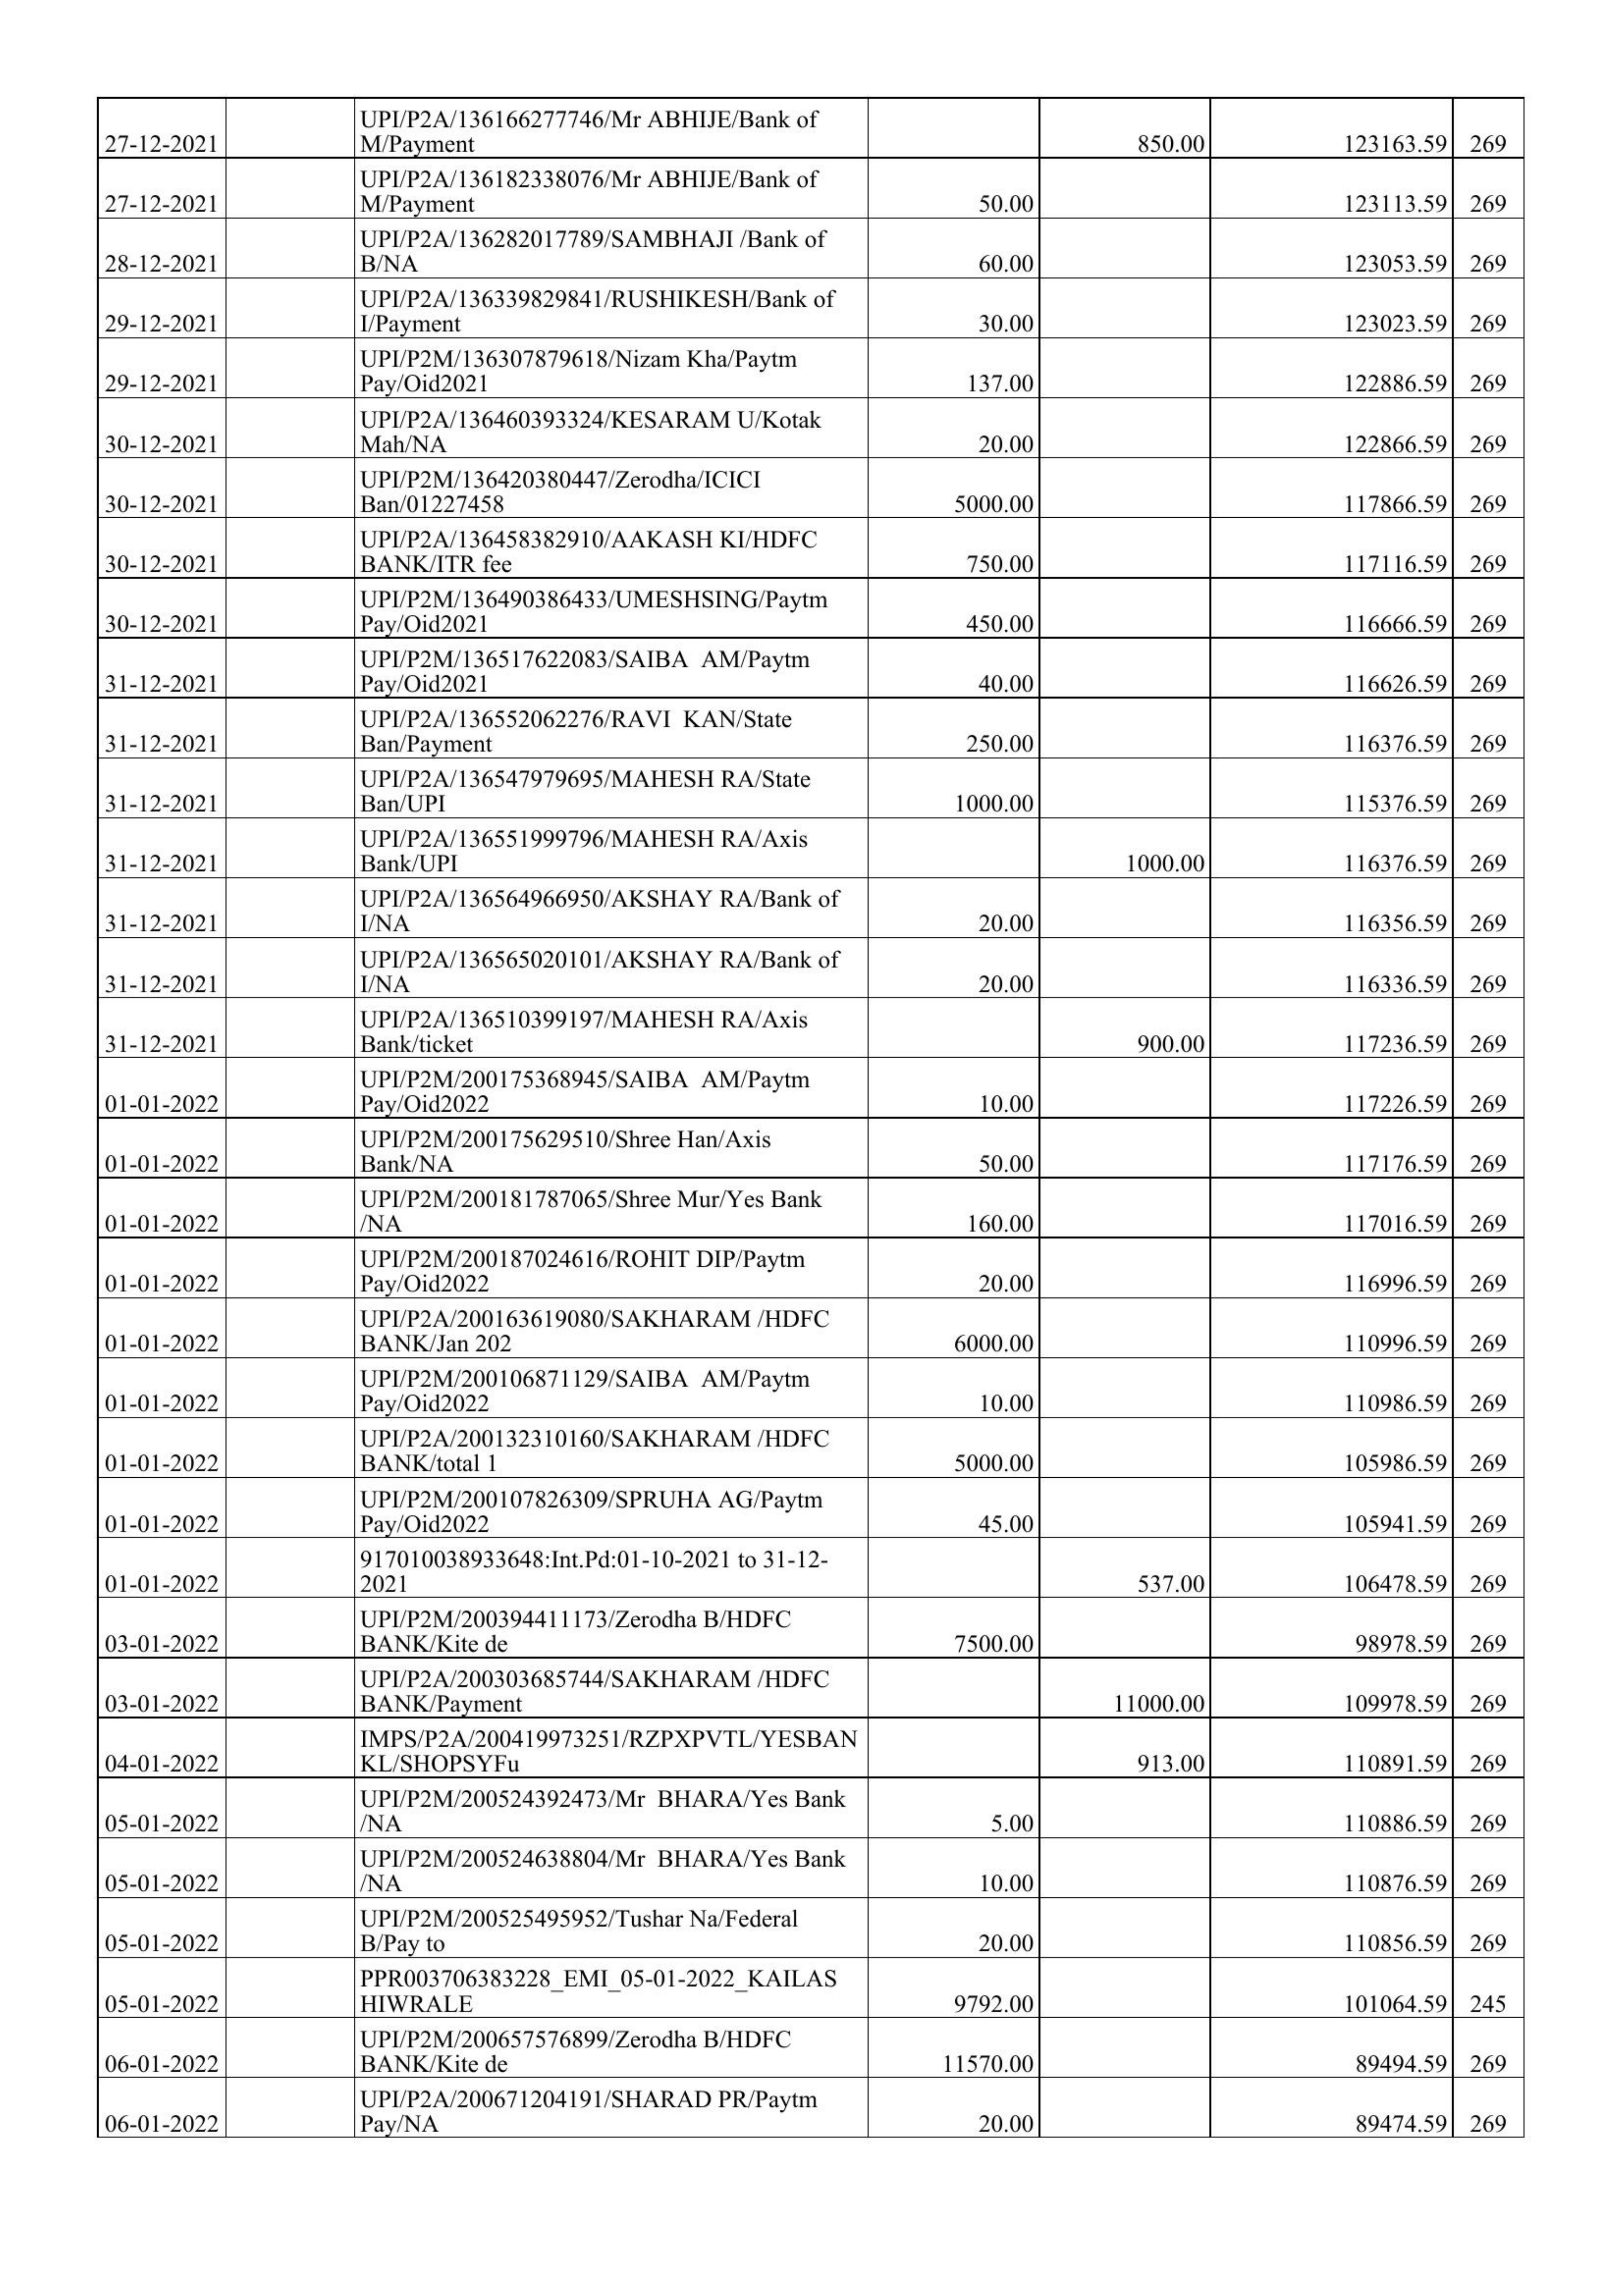 UPI/P2A/136166277746/Mr ABHIJE/Bank of
27-12-2021 M/Payment 850.00 123163.59 269
UPI/P2A/136182338076/Mr ABHIJE/Bank of
27-12-2021 M/Payment 50.00 123113.59 269
UPI/P2A/136282017789/SAMBHAJI /Bank of
28-12-2021 B/NA 60.00 123053.59 269
UPI/P2A/136339829841/RUSHIKESH/Bank of
29-12-2021 I/Payment 30.00 123023.59 269
UPI/P2M/136307879618/Nizam Kha/Paytm
29-12-2021 Pay/Oid2021 137.00 122886.59 269
UPI/P2A/136460393324/KESARAM U/Kotak
30-12-2021 Mah/NA 20.00 122866.59 269
UPI/P2M/136420380447/Zerodha/ICICI
30-12-2021 Ban/01227458 5000.00 117866.59 269
UPI/P2A/136458382910/AAKASH KI/HDFC
30-12-2021 BANK/ITR fee 750.00 117116.59 269
UPI/P2M/136490386433/UMESHSING/Paytm
30-12-2021 Pay/Oid2021 450.00 116666.59 269
UPI/P2M/136517622083/SAIBA  AM/Paytm
31-12-2021 Pay/Oid2021 40.00 116626.59 269
UPI/P2A/136552062276/RAVI  KAN/State
31-12-2021 Ban/Payment 250.00 116376.59 269
UPI/P2A/136547979695/MAHESH RA/State
31-12-2021 Ban/UPI 1000.00 115376.59 269
UPI/P2A/136551999796/MAHESH RA/Axis
31-12-2021 Bank/UPI 1000.00 116376.59 269
UPI/P2A/136564966950/AKSHAY RA/Bank of
31-12-2021 I/NA 20.00 116356.59 269
UPI/P2A/136565020101/AKSHAY RA/Bank of
31-12-2021 I/NA 20.00 116336.59 269
UPI/P2A/136510399197/MAHESH RA/Axis
31-12-2021 Bank/ticket 900.00 117236.59 269
UPI/P2M/200175368945/SAIBA  AM/Paytm
01-01-2022 Pay/Oid2022 10.00 117226.59 269
UPI/P2M/200175629510/Shree Han/Axis
01-01-2022 Bank/NA 50.00 117176.59 269
UPI/P2M/200181787065/Shree Mur/Yes Bank
01-01-2022 /NA 160.00 117016.59 269
UPI/P2M/200187024616/ROHIT DIP/Paytm
01-01-2022 Pay/Oid2022 20.00 116996.59 269
UPI/P2A/200163619080/SAKHARAM /HDFC
01-01-2022 BANK/Jan 202 6000.00 110996.59 269
UPI/P2M/200106871129/SAIBA  AM/Paytm
01-01-2022 Pay/Oid2022 10.00 110986.59 269
UPI/P2A/200132310160/SAKHARAM /HDFC
01-01-2022 BANK/total 1 5000.00 105986.59 269
UPI/P2M/200107826309/SPRUHA AG/Paytm
01-01-2022 Pay/Oid2022 45.00 105941.59 269
917010038933648:Int.Pd:01-10-2021 to 31-12-
01-01-2022 2021 537.00 106478.59 269
UPI/P2M/200394411173/Zerodha B/HDFC
03-01-2022 BANK/Kite de 7500.00 98978.59 269
UPI/P2A/200303685744/SAKHARAM /HDFC
03-01-2022 BANK/Payment 11000.00 109978.59 269
IMPS/P2A/200419973251/RZPXPVTL/YESBAN
04-01-2022 KL/SHOPSYFu 913.00 110891.59 269
UPI/P2M/200524392473/Mr  BHARA/Yes Bank
05-01-2022 /NA 5.00 110886.59 269
UPI/P2M/200524638804/Mr  BHARA/Yes Bank
05-01-2022 /NA 10.00 110876.59 269
UPI/P2M/200525495952/Tushar Na/Federal
05-01-2022 B/Pay to 20.00 110856.59 269
PPR003706383228_EMI_05-01-2022_KAILAS
05-01-2022 HIWRALE 9792.00 101064.59 245
UPI/P2M/200657576899/Zerodha B/HDFC
06-01-2022 BANK/Kite de 11570.00 89494.59 269
UPI/P2A/200671204191/SHARAD PR/Paytm
06-01-2022 Pay/NA 20.00 89474.59 269